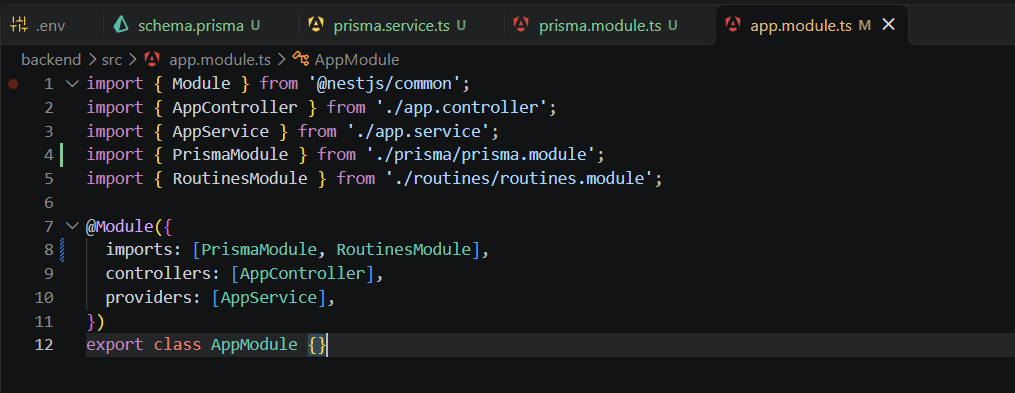 .env schema.prisma U prisma.service.ts U prisma.module.ts U app.module.ts M
backend > src > app.module.ts > AppModule
1 import { Module } from '@nestjs/common';
2 import { AppController } from './app.controller';
3 import { AppService } from './app.service';
4 import { PrismaModule } from './prisma/prisma.module';
5 import { RoutinesModule } from './routines/routines.module';
6
7 @Module({
8   imports: [PrismaModule, RoutinesModule],
9   controllers: [AppController],
10   providers: [AppService],
11 })
12 export class AppModule {}